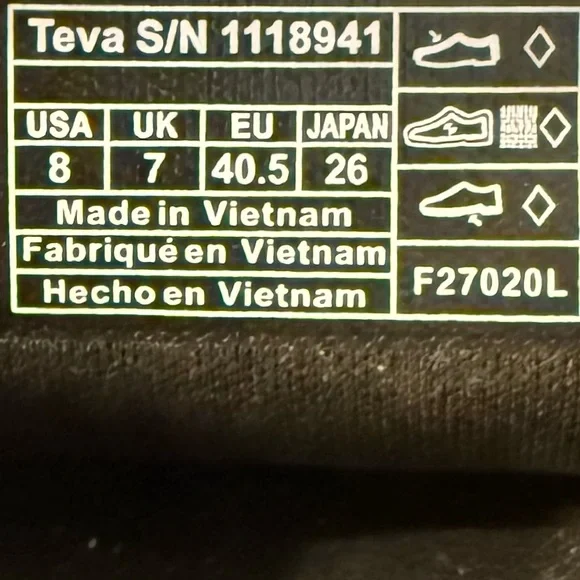 Teva S/N 1118941
USA UK EU JAPAN
8 7 40.5 26
Made in Vietnam
Fabriqué en Vietnam
Hecho en Vietnam
F27020L